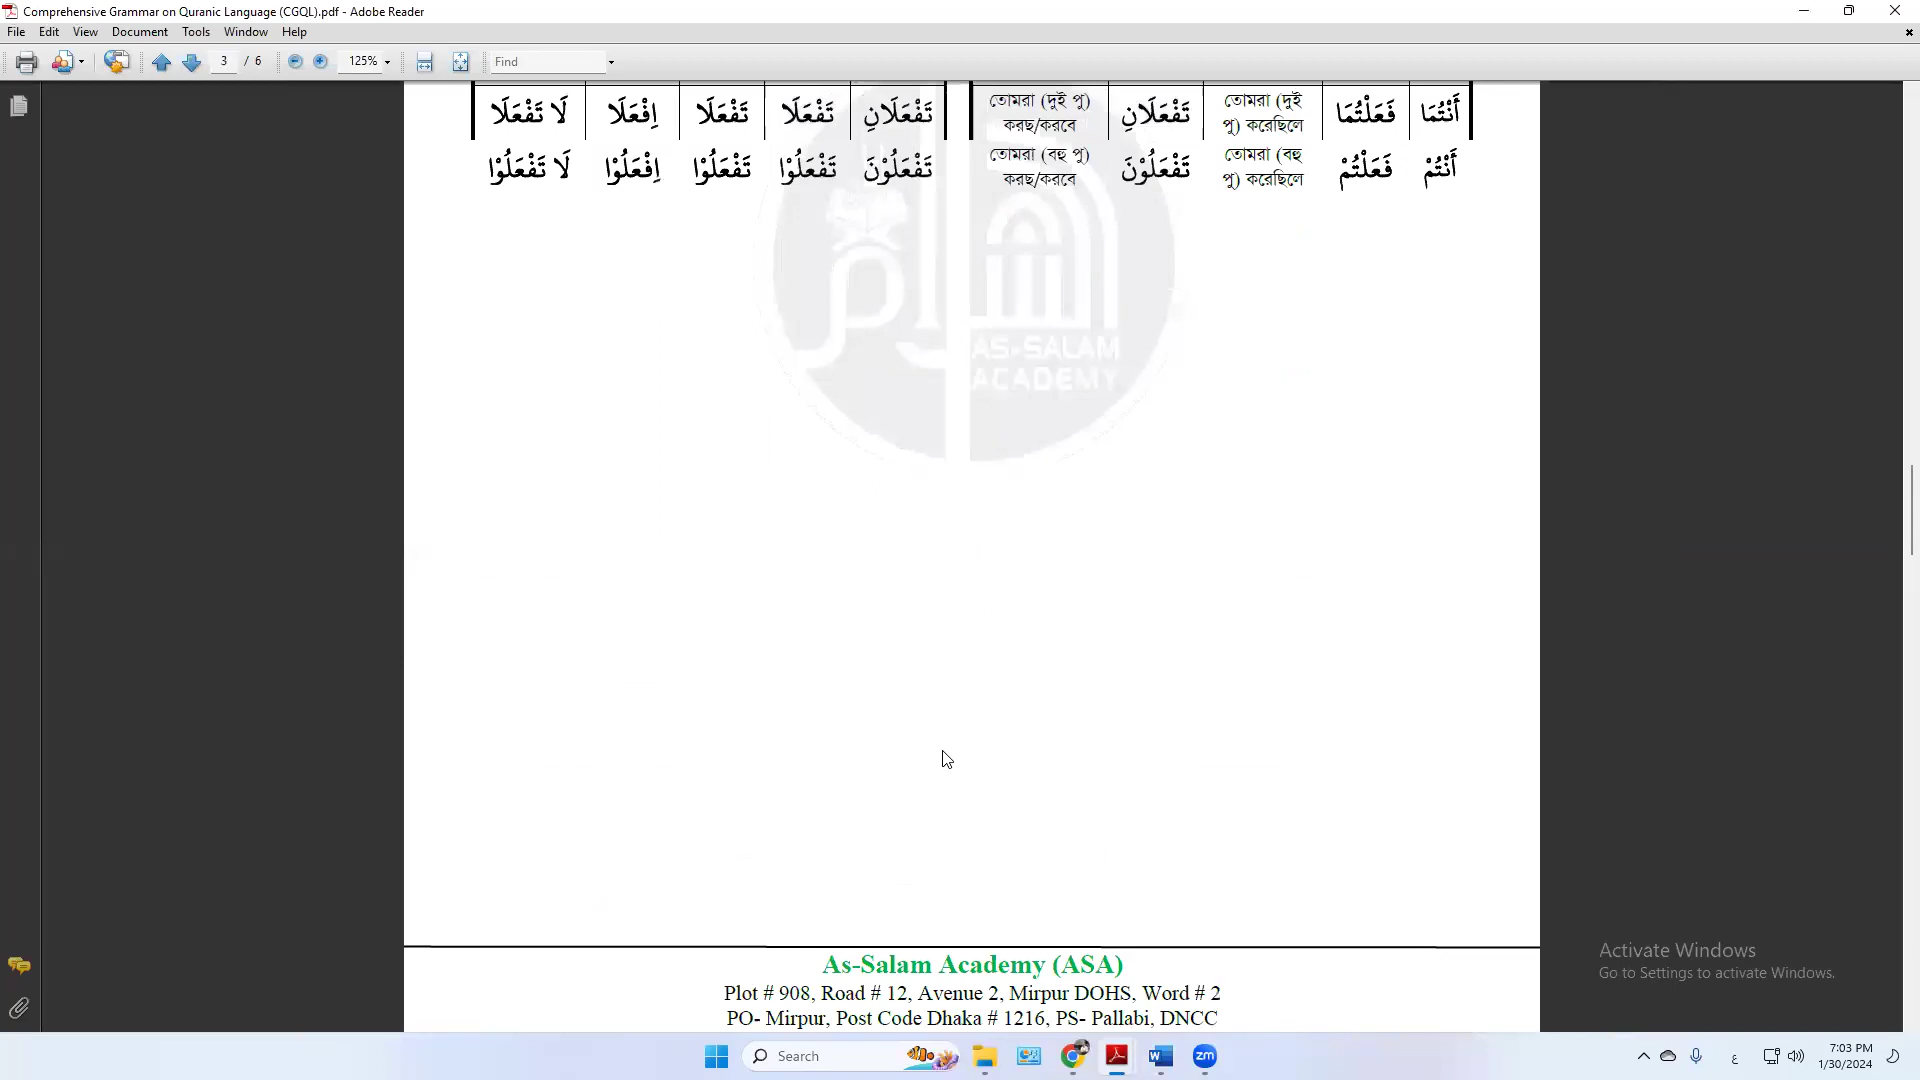 Comprehensive Grammar on Quranic Language (CGQL).pdf - Adobe Reader
File Edit View Document Tools Window Help
3 / 6 125% Find
أَنْتُمَا فَعَلْتُمَا তোমরা (দুই পু) করেছিলে تَفْعَلَانِ তোমরা (দুই পু) করছ/করবে تَفْعَلَانِ تَفْعَلَا تَفْعَلَا اِفْعَلَا لَا تَفْعَلَا
أَنْتُمْ فَعَلْتُمْ তোমরা (বহু পু) করেছিলে تَفْعَلُوْنَ তোমরা (বহু পু) করছ/করবে تَفْعَلُوْنَ تَفْعَلُوْا تَفْعَلُوْا اِفْعَلُوْا لَا تَفْعَلُوْا
AS-SALAM
ACADEMY
As-Salam Academy (ASA)
Plot # 908, Road # 12, Avenue 2, Mirpur DOHS, Word # 2
PO- Mirpur, Post Code Dhaka # 1216, PS- Pallabi, DNCC
Activate Windows
Go to Settings to activate Windows.
Search
zm
ع
7:03 PM
1/30/2024